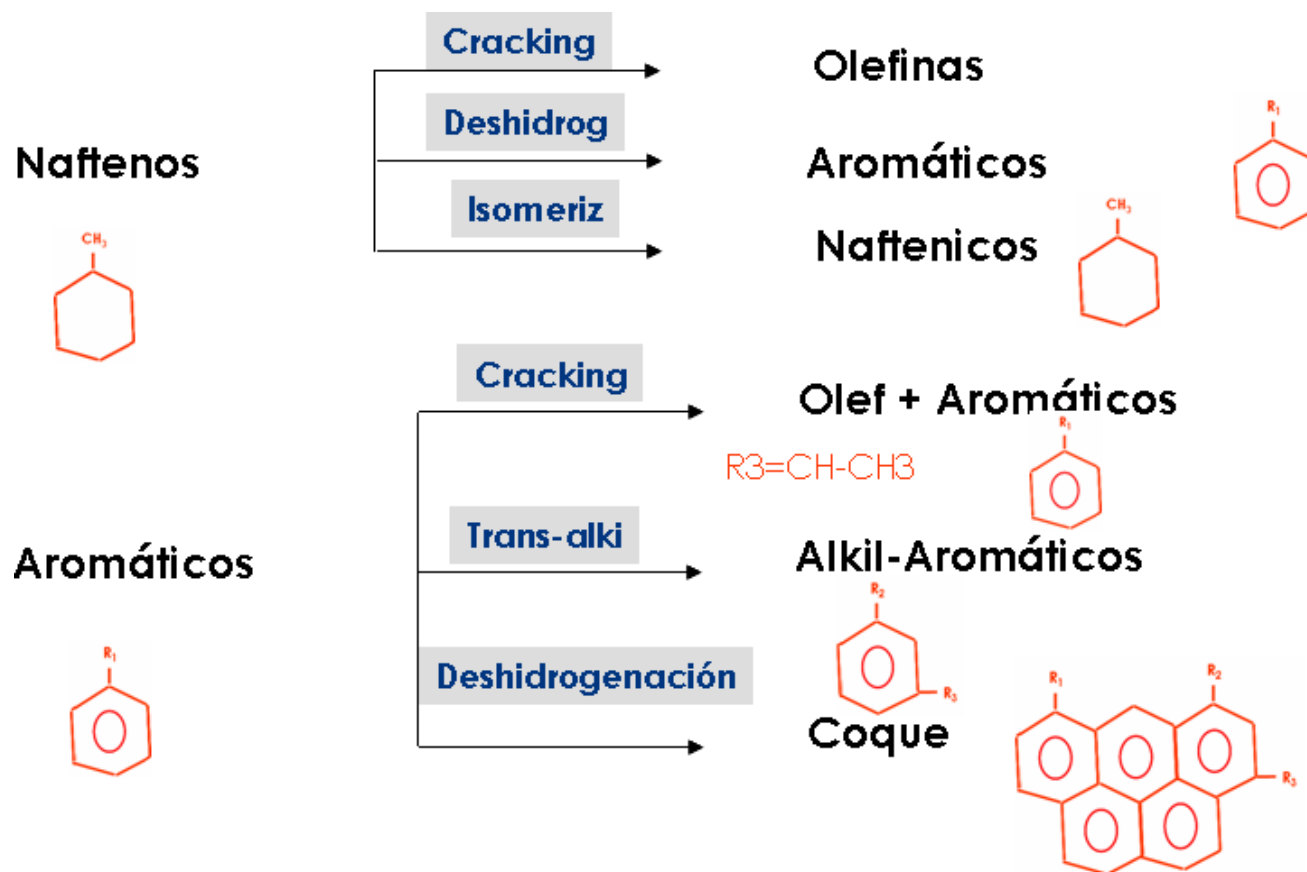 Cracking
Olefinas
Deshidrog
R₁
Naftenos
Aromáticos
Isomeriz
CH₃
Naftenicos
CH₃
Cracking
Olef + Aromáticos
R₁
R3=CH-CH3
Trans-alki
Alkil-Aromáticos
Aromáticos
R₂
R₁
Deshidrogenación
R₃
R₁
R₂
Coque
R₃